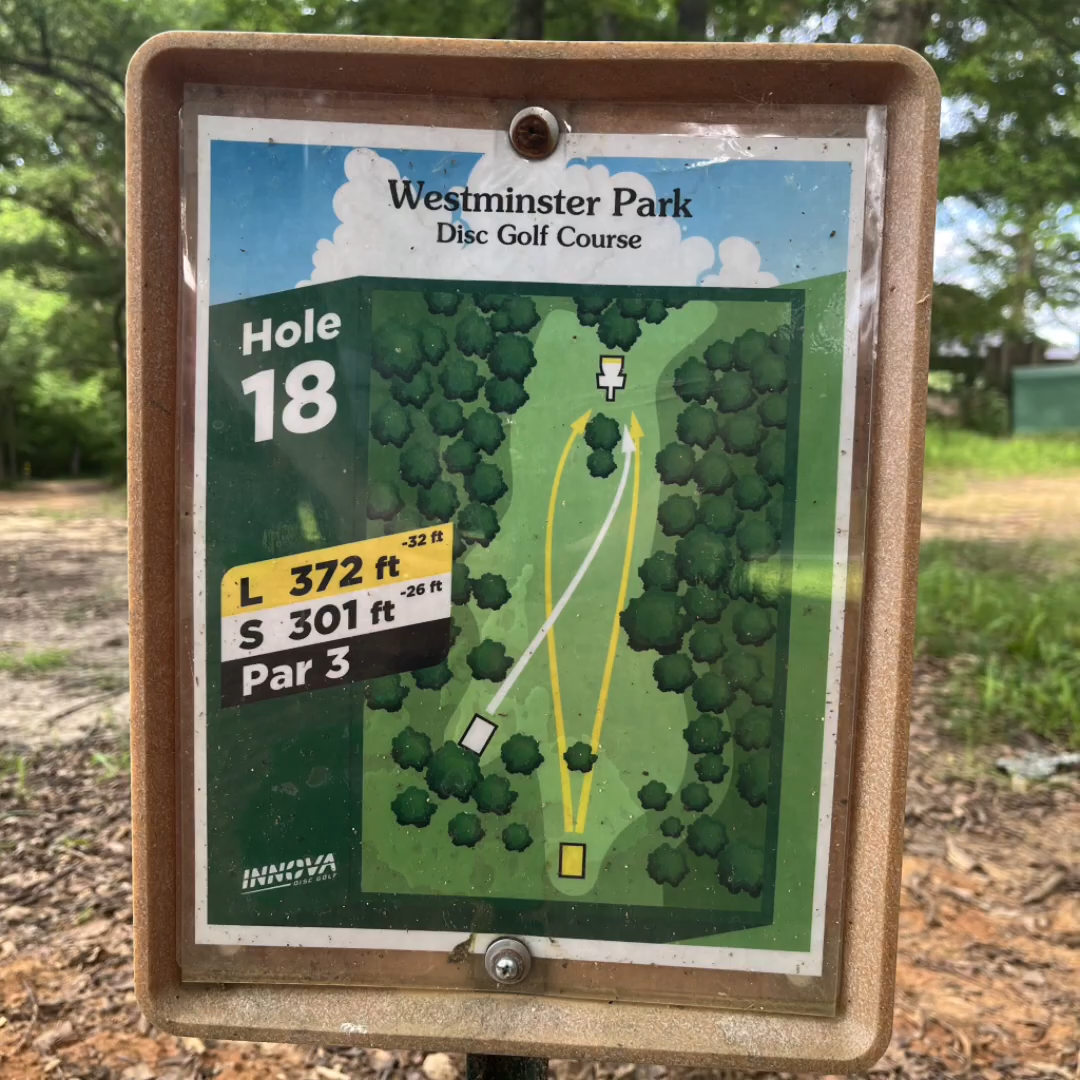 Westminster Park
Disc Golf Course
Hole
18
L 372 ft -32 ft
S 301 ft -26 ft
Par 3
INNOVA
DISC GOLF